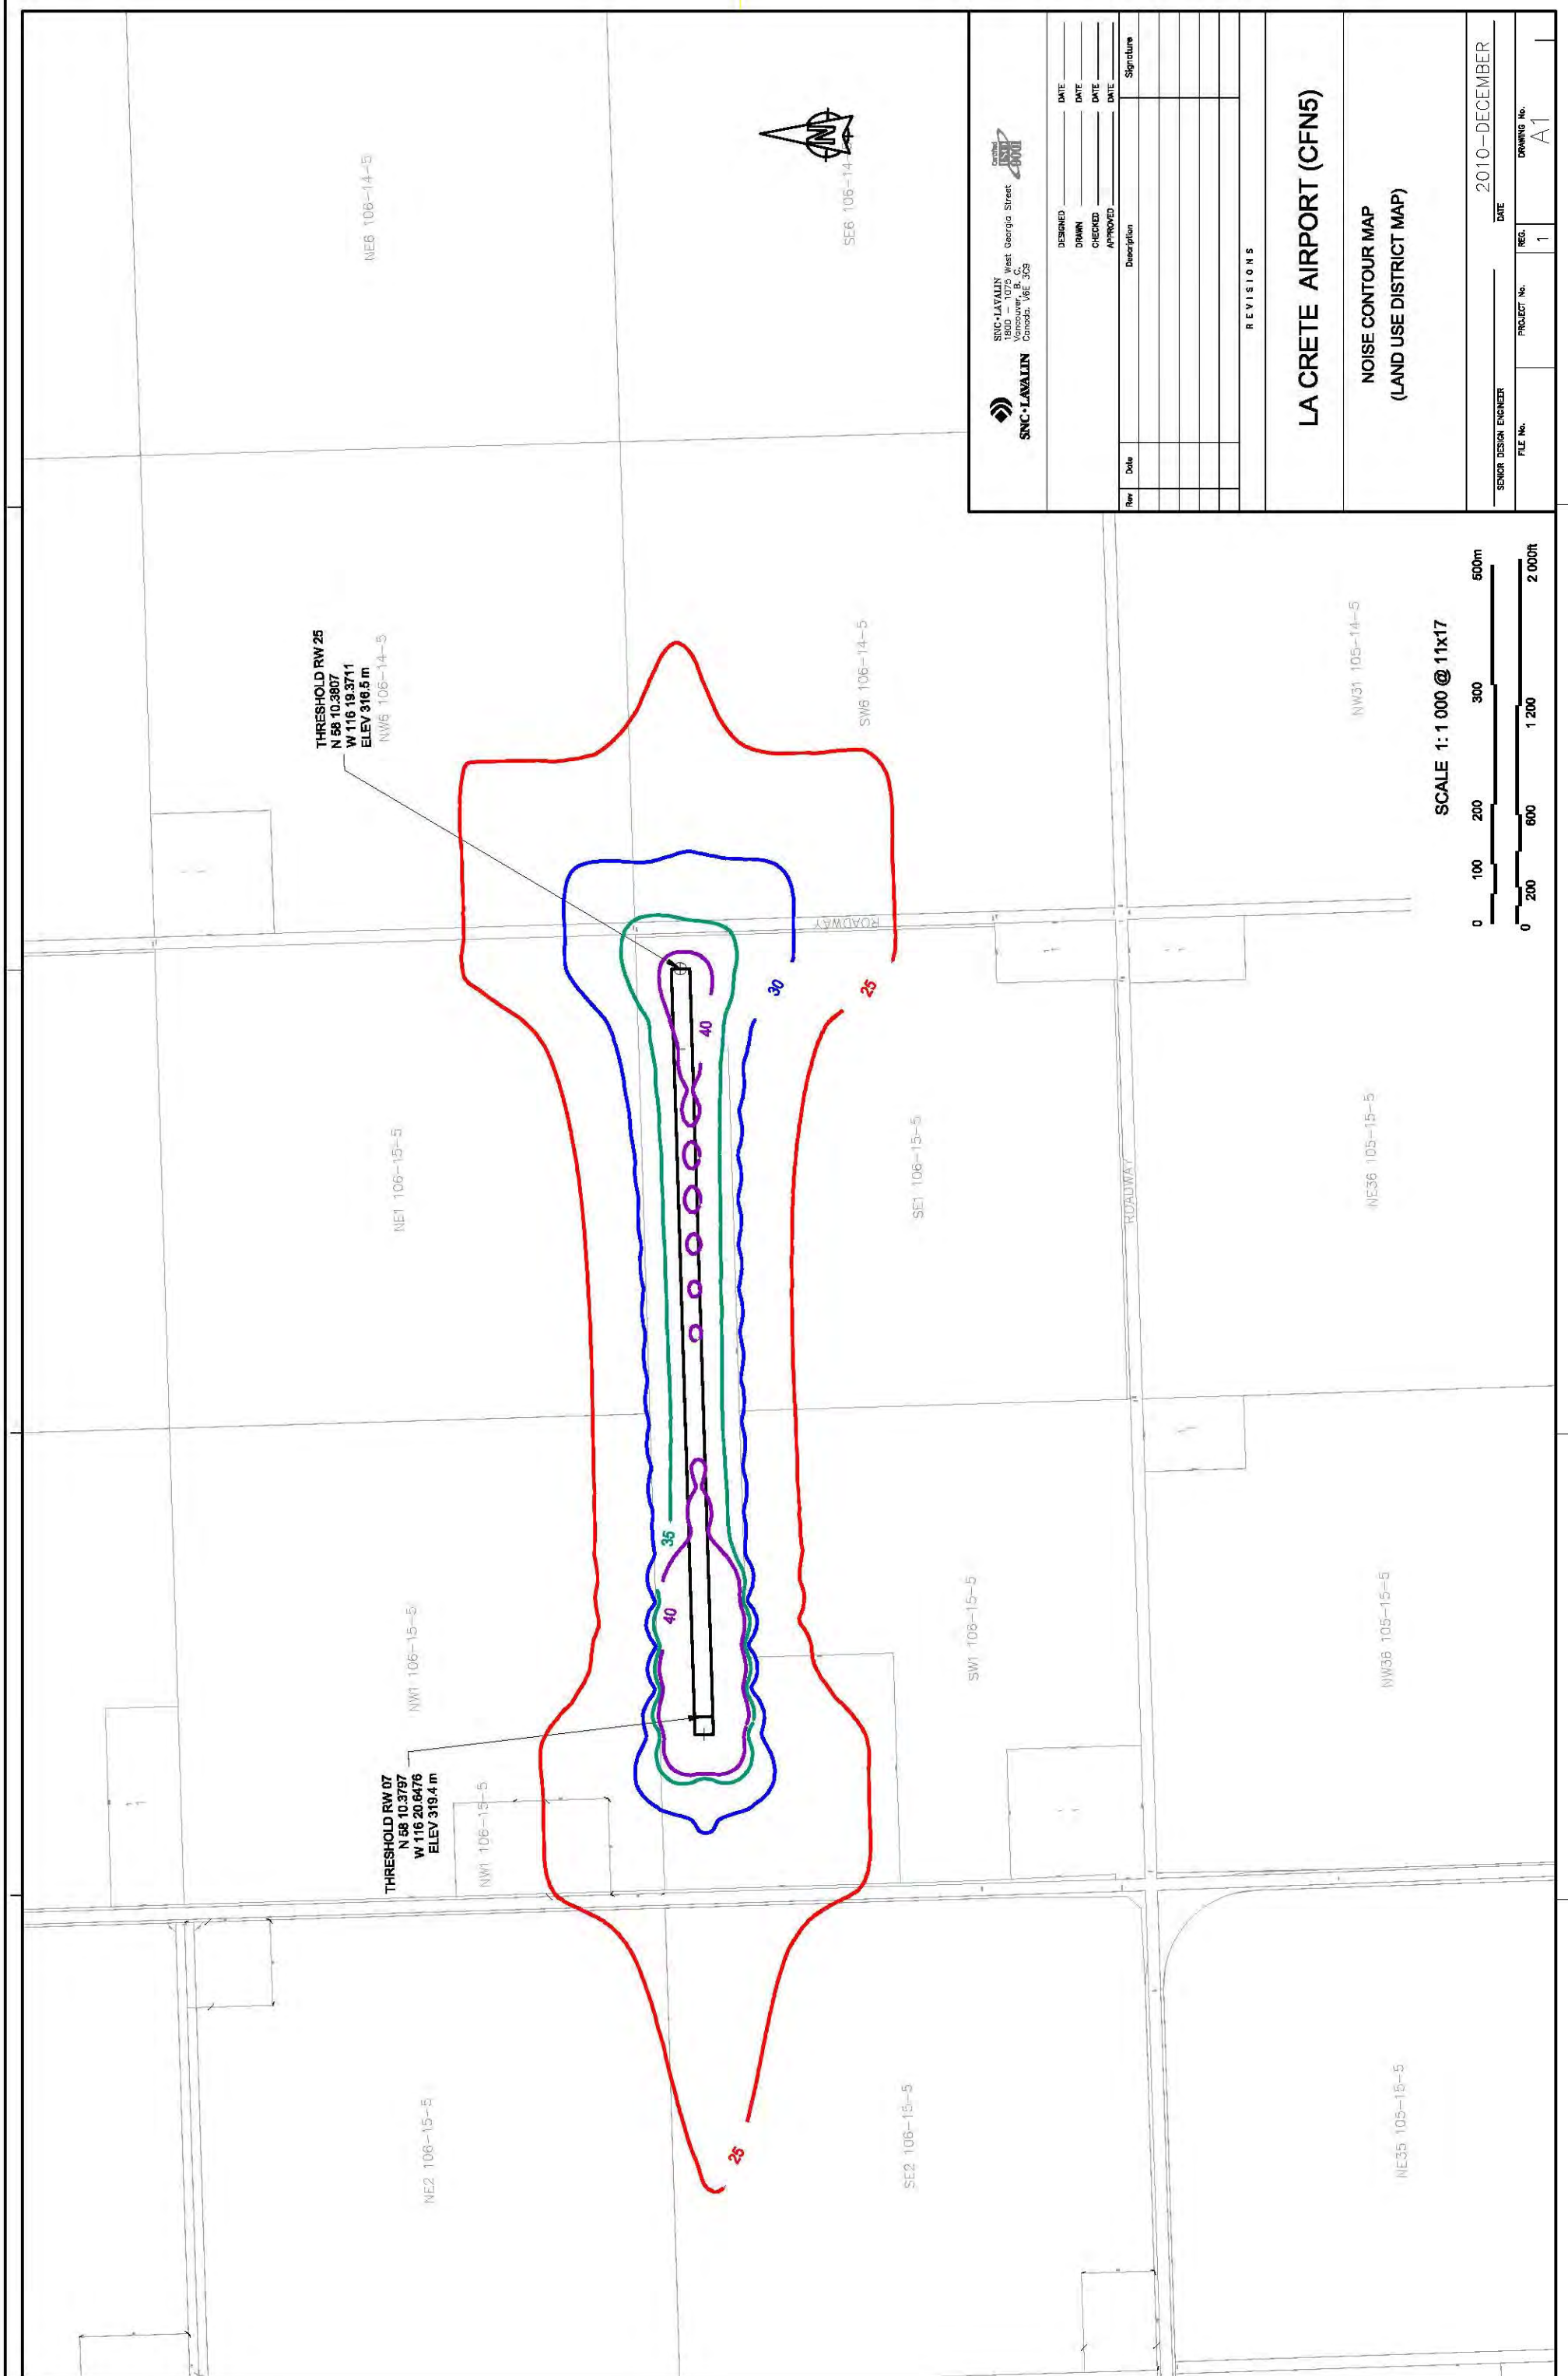 NE6 106-14-5
SE6 106-14-5
N
THRESHOLD RW 25
N 58 10.3807
W 116 19.3711
ELEV 316.5 m
NW6 106-14-5
SW6 106-14-5
NW31 105-14-5
ROADWAY
30
25
40
NE1 106-15-5
SE1 106-15-5
ROADWAY
NE36 105-15-5
35
40
NW1 106-15-5
SW1 106-15-5
NW36 105-15-5
THRESHOLD RW 07
N 58 10.3797
W 116 20.6476
ELEV 319.4 m
NW1 106-15-5
25
NE2 106-15-5
SE2 106-15-5
NE35 105-15-5
SCALE 1:1 000 @ 11x17
0 100 200 300 500m
0 200 600 1 200 2 000ft
SNC•LAVALIN
SNC•LAVALIN
1800 - 1075 West Georgia Street
Vancouver, B. C.
Canada. V6E 3C9
Certified
ISO
9001
DESIGNED DATE
DRAWN DATE
CHECKED DATE
APPROVED DATE
Rev Date Description Signature
REVISIONS
LA CRETE AIRPORT (CFN5)
NOISE CONTOUR MAP
(LAND USE DISTRICT MAP)
SENIOR DESIGN ENGINEER
2010-DECEMBER
DATE
FILE No. PROJECT No. REG. DRAWING No.
1 A1